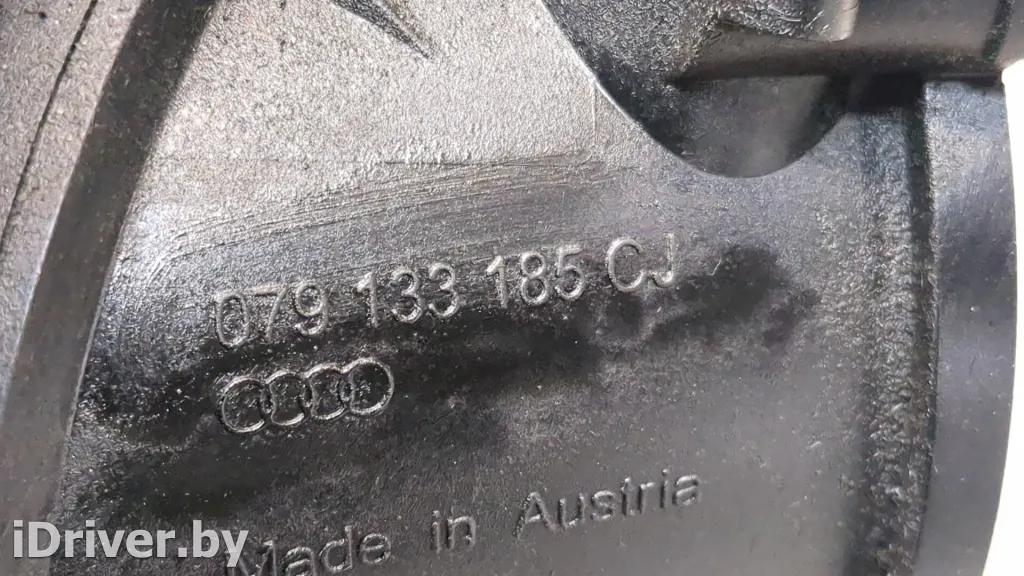 079 133 185 CJ
Made in Austria
iDriver.by